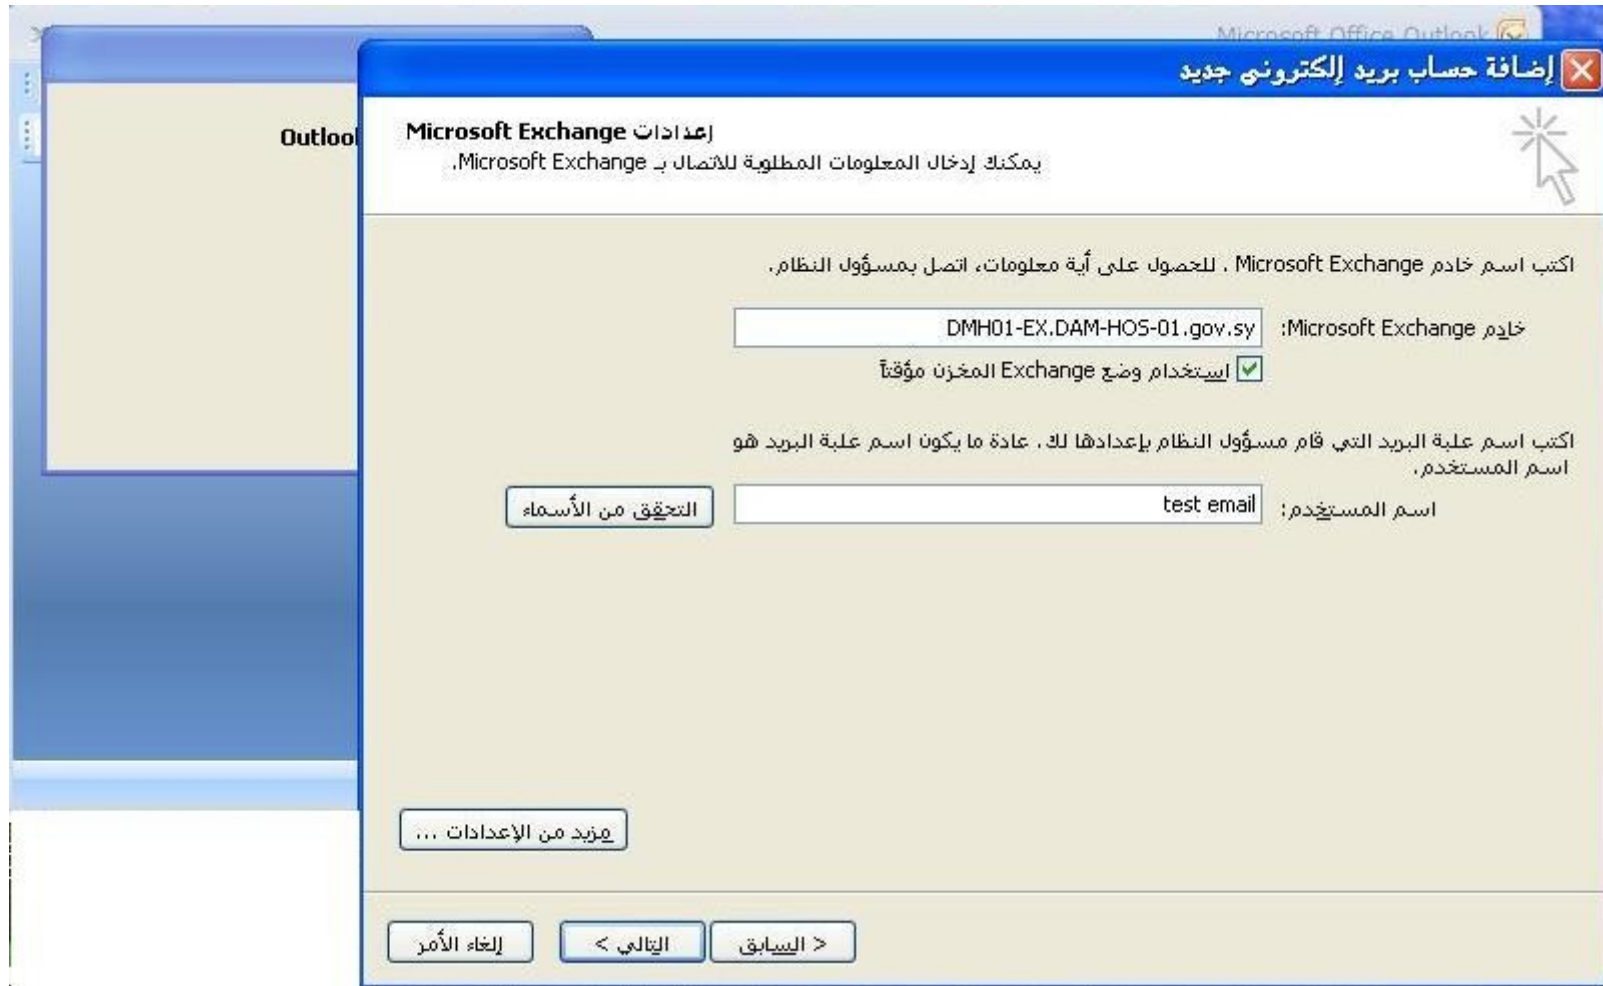 Microsoft Office Outlook
إضافة حساب بريد إلكتروني جديد
Outlool
إعدادات Microsoft Exchange
يمكنك إدخال المعلومات المطلوبة للاتصال بـ Microsoft Exchange.
اكتب اسم خادم Microsoft Exchange . للحصول على أية معلومات، اتصل بمسؤول النظام.
خادم Microsoft Exchange: DMH01-EX.DAM-HOS-01.gov.sy
استخدام وضع Exchange المخزن مؤقتاً
اكتب اسم علبة البريد التي قام مسؤول النظام بإعدادها لك. عادة ما يكون اسم علبة البريد هو
اسم المستخدم.
اسم المستخدم: test email التحقق من الأسماء
مزيد من الإعدادات ...
< السابق التالي > إلغاء الأمر